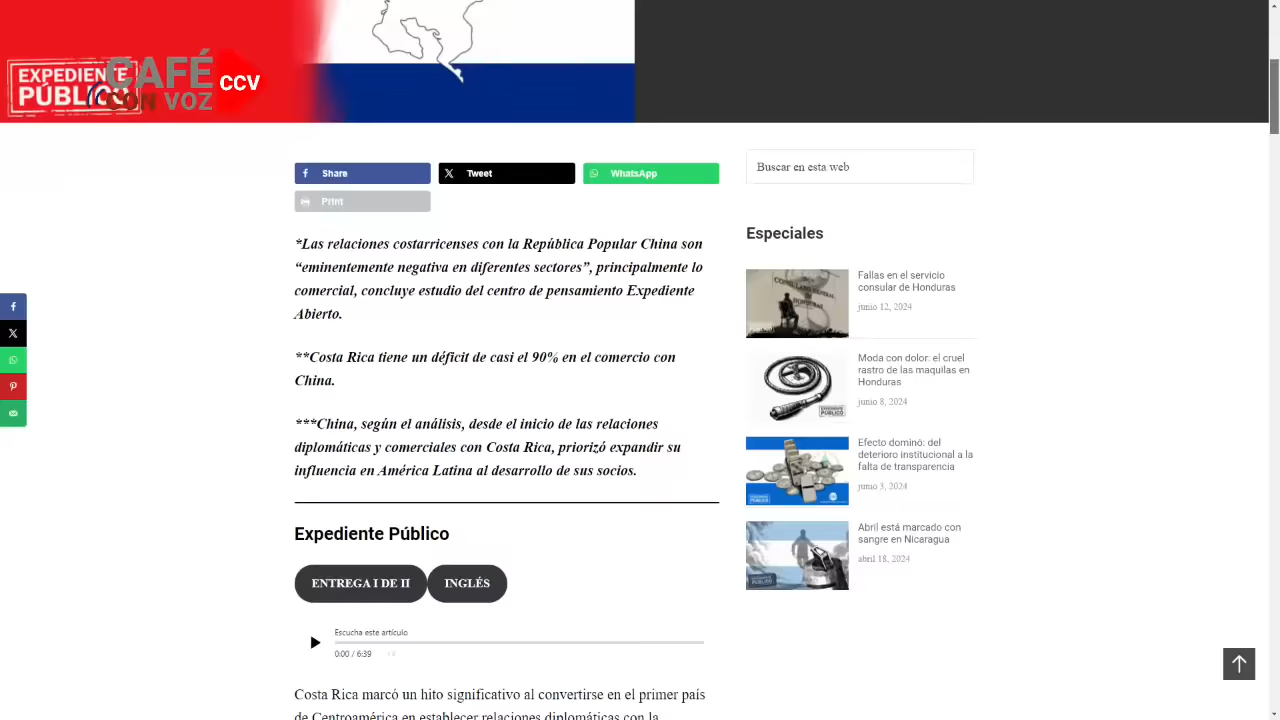 EXPEDIENTE
PÚBLICO
CAFÉ
CON VOZ
CCV
Share
Tweet
WhatsApp
Print
*Las relaciones costarricenses con la República Popular China son
“eminentemente negativa en diferentes sectores”, principalmente lo
comercial, concluye estudio del centro de pensamiento Expediente
Abierto.
**Costa Rica tiene un déficit de casi el 90% en el comercio con
China.
***China, según el análisis, desde el inicio de las relaciones
diplomáticas y comerciales con Costa Rica, priorizó expandir su
influencia en América Latina al desarrollo de sus socios.
Expediente Público
ENTREGA I DE II
INGLÉS
Escucha este artículo
0:00 / 6:39
Costa Rica marcó un hito significativo al convertirse en el primer país
de Centroamérica en establecer relaciones diplomáticas con la
Buscar en esta web
Especiales
Fallas en el servicio
consular de Honduras
junio 12, 2024
Moda con dolor: el cruel
rastro de las maquilas en
Honduras
junio 8, 2024
Efecto dominó: del
deterioro institucional a la
falta de transparencia
junio 3, 2024
Abril está marcado con
sangre en Nicaragua
abril 18, 2024